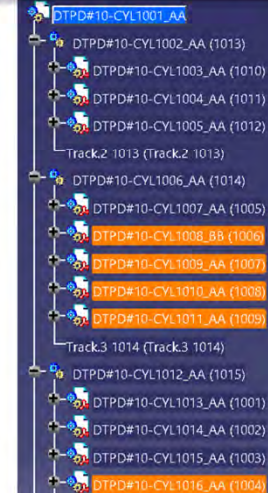 DTPD#10-CYL1001_AA
DTPD#10-CYL1002_AA (1013)
DTPD#10-CYL1003_AA (1010)
DTPD#10-CYL1004_AA (1011)
DTPD#10-CYL1005_AA (1012)
Track.2 1013 (Track.2 1013)
DTPD#10-CYL1006_AA (1014)
DTPD#10-CYL1007_AA (1005)
DTPD#10-CYL1008_BB (1006)
DTPD#10-CYL1009_AA (1007)
DTPD#10-CYL1010_AA (1008)
DTPD#10-CYL1011_AA (1009)
Track.3 1014 (Track.3 1014)
DTPD#10-CYL1012_AA (1015)
DTPD#10-CYL1013_AA (1001)
DTPD#10-CYL1014_AA (1002)
DTPD#10-CYL1015_AA (1003)
DTPD#10-CYL1016_AA (1004)